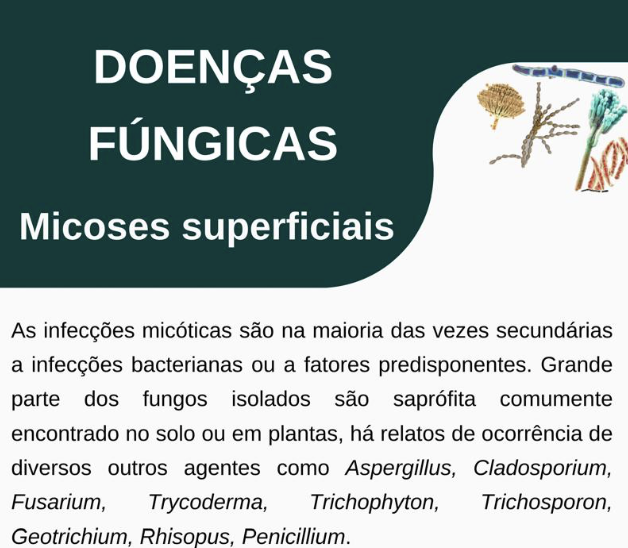 DOENÇAS
FÚNGICAS
Micoses superficiais
As infecções micóticas são na maioria das vezes secundárias
a infecções bacterianas ou a fatores predisponentes. Grande
parte dos fungos isolados são saprófita comumente
encontrado no solo ou em plantas, há relatos de ocorrência de
diversos outros agentes como Aspergillus, Cladosporium,
Fusarium, Trycoderma, Trichophyton, Trichosporon,
Geotrichium, Rhisopus, Penicillium.